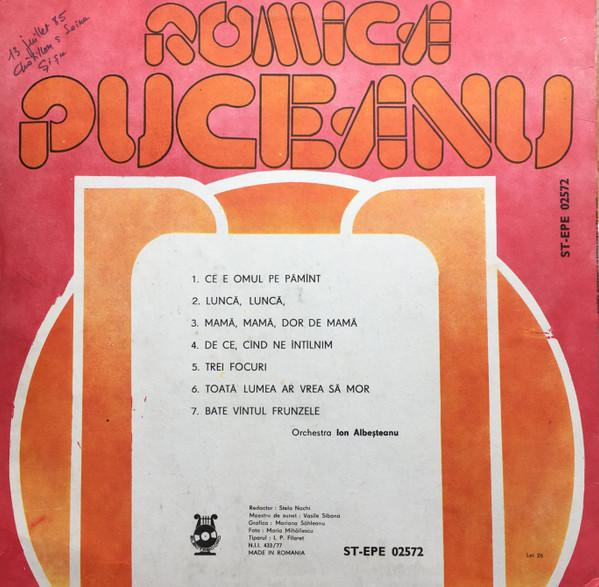 13 juillet 85
Châtillon s Seine
ROMICA
PUCEANU
ST-EPE 02572
1. CE E OMUL PE PĂMÎNT
2. LUNCĂ, LUNCĂ,
3. MAMĂ, MAMĂ, DOR DE MAMĂ
4. DE CE, CÎND NE ÎNTÎLNIM
5. TREI FOCURI
6. TOATĂ LUMEA AR VREA SĂ MOR
7. BATE VÎNTUL FRUNZELE
Orchestra Ion Albeşteanu
Redactor : Stela Nachi
Maestru de sunet : Vasile Sibana
Grafica : Mariana Săhleanu
Foto : Maria Mihăilescu
Tiparul : I. P. Filaret
N.I.I. 433/77
MADE IN ROMANIA
ST-EPE 02572
Lei 26